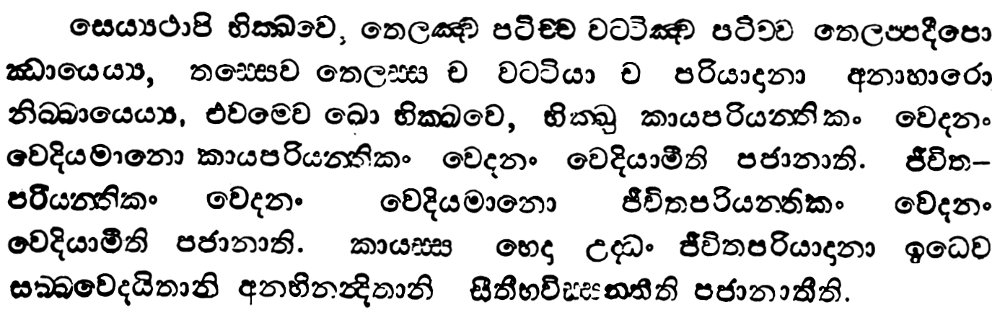 සෙය්‍යථාපි භික්‍ඛවෙ, තෙලඤ්ච පටිච්ච වට්ටිඤ්ච පටිච්ච තෙලප්පදීපො
ඣායෙය්‍ය, තස්සෙව තෙලස්ස ච වට්ටියා ච පරියාදානා අනාහාරො
නිබ්බායෙය්‍ය, එවමෙව ඛො භික්ඛවෙ, භික්ඛු කායපරියන්තිකං වෙදනං
වෙදියමානො කායපරියන්තිකං වෙදනං වෙදියාමීති පජානාති. ජීවිත–
පරියන්තිකං වෙදනං වෙදියමානො ජීවිතපරියන්තිකං වෙදනං
වෙදියාමීති පජානාති. කායස්ස භෙදා උද්ධං ජීවිතපරියාදානා ඉධෙව
සබ්බවෙදයිතානි අනභිනන්දිතානි සීතීභවිස්සන්තීති පජානාතීති.